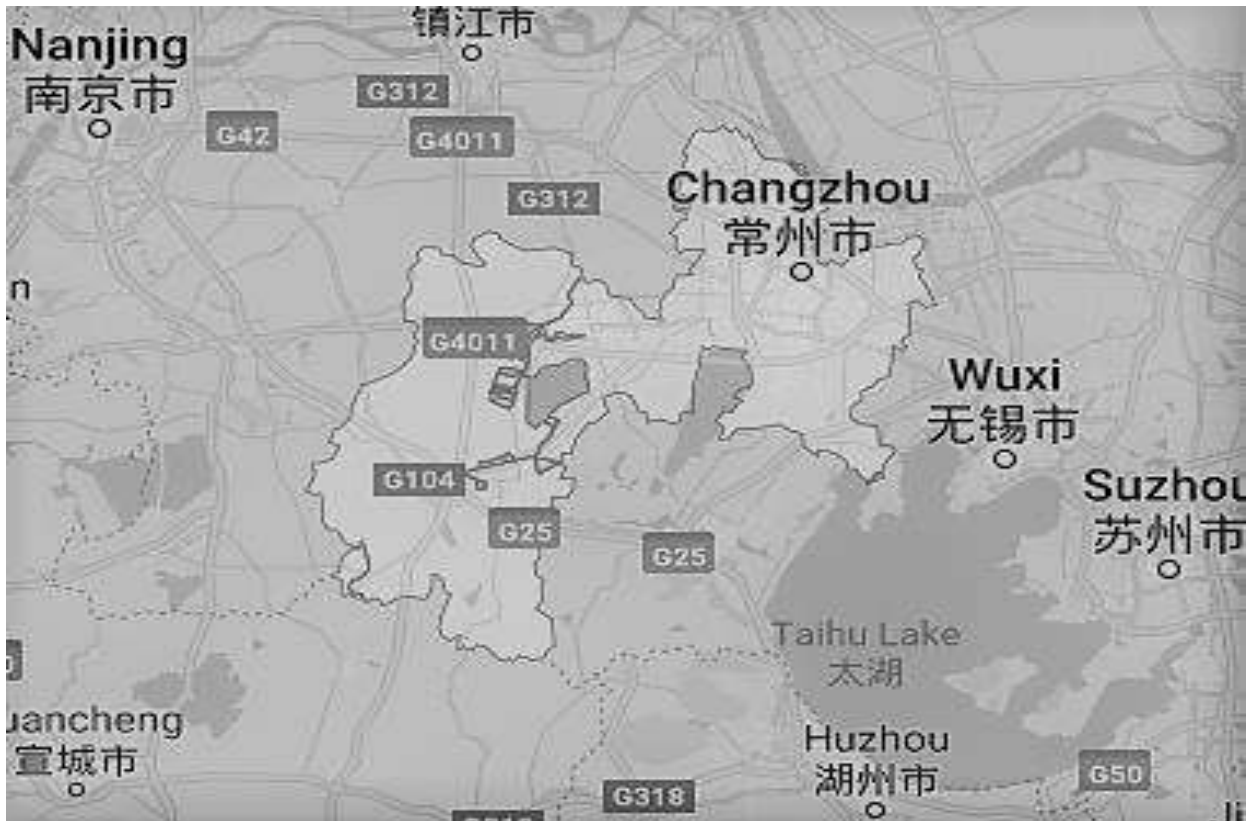 镇江市
Nanjing
南京市
G312
G42
G4011
G312
Changzhou
常州市
n
G4011
Wuxi
无锡市
G104
Suzhou
苏州市
G25
G25
Taihu Lake
太湖
uancheng
宣城市
Huzhou
湖州市
G50
G318